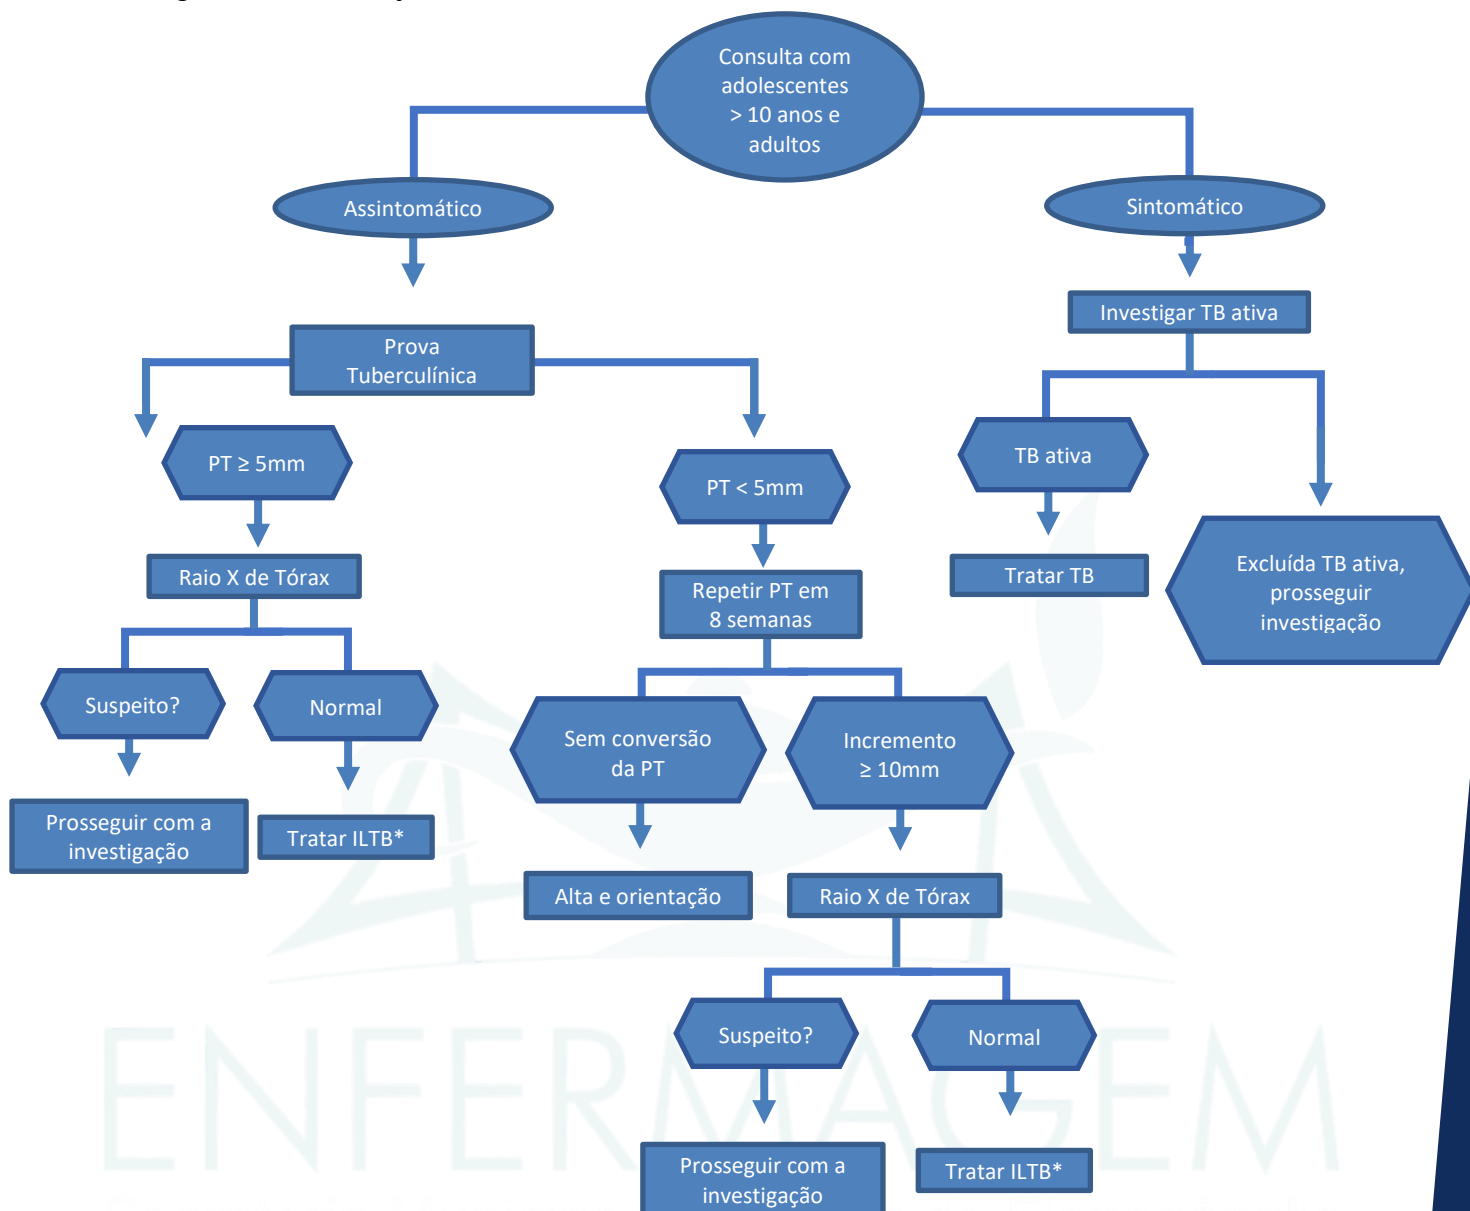 Consulta com
adolescentes
> 10 anos e
adultos
Assintomático
Sintomático
Investigar TB ativa
Prova
Tuberculínica
PT ≥ 5mm
PT < 5mm
TB ativa
Raio X de Tórax
Repetir PT em
8 semanas
Tratar TB
Excluída TB ativa,
prosseguir
investigação
Suspeito?
Normal
Sem conversão
da PT
Incremento
≥ 10mm
Prosseguir com a
investigação
Tratar ILTB*
Alta e orientação
Raio X de Tórax
Suspeito?
Normal
Prosseguir com a
investigação
Tratar ILTB*
ENFERMAGEM